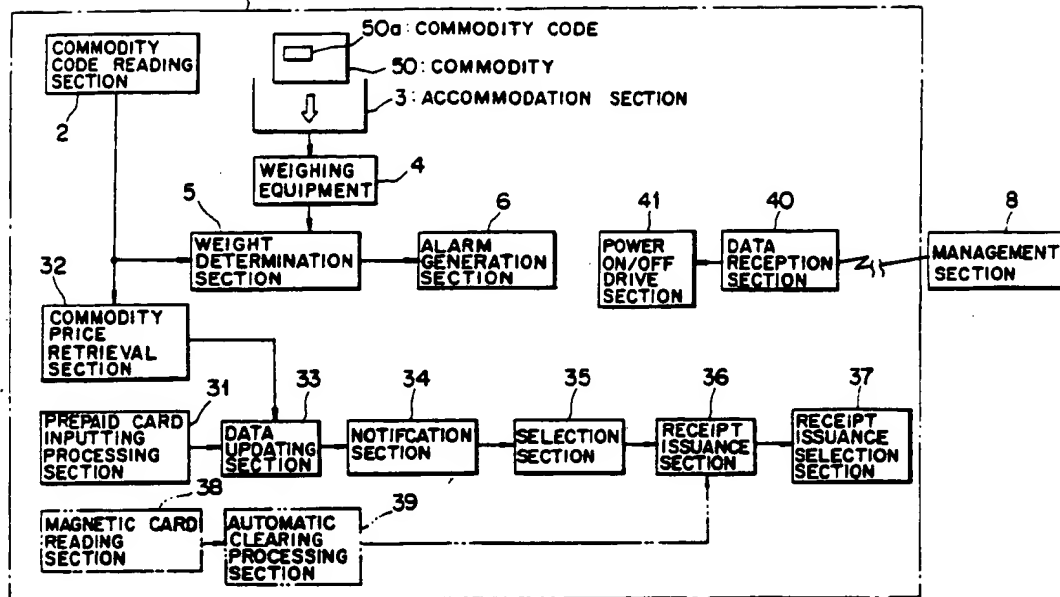 50a: COMMODITY CODE
50: COMMODITY
3: ACCOMMODATION SECTION
COMMODITY
CODE READING
SECTION
2
WEIGHING
EQUIPMENT
4
5
WEIGHT
DETERMINATION
SECTION
6
ALARM
GENERATION
SECTION
41
POWER
ON/OFF
DRIVE
SECTION
40
DATA
RECEPTION
SECTION
8
MANAGEMENT
SECTION
32
COMMODITY
PRICE
RETRIEVAL
SECTION
31
PREPAID CARD
INPUTTING
PROCESSING
SECTION
33
DATA
UPDATING
SECTION
34
NOTIFCATION
SECTION
35
SELECTION
SECTION
36
RECEIPT
ISSUANCE
SECTION
37
RECEIPT
ISSUANCE
SELECTION
SECTION
38
MAGNETIC CARD
READING
SECTION
39
AUTOMATIC
CLEARING
PROCESSING
SECTION